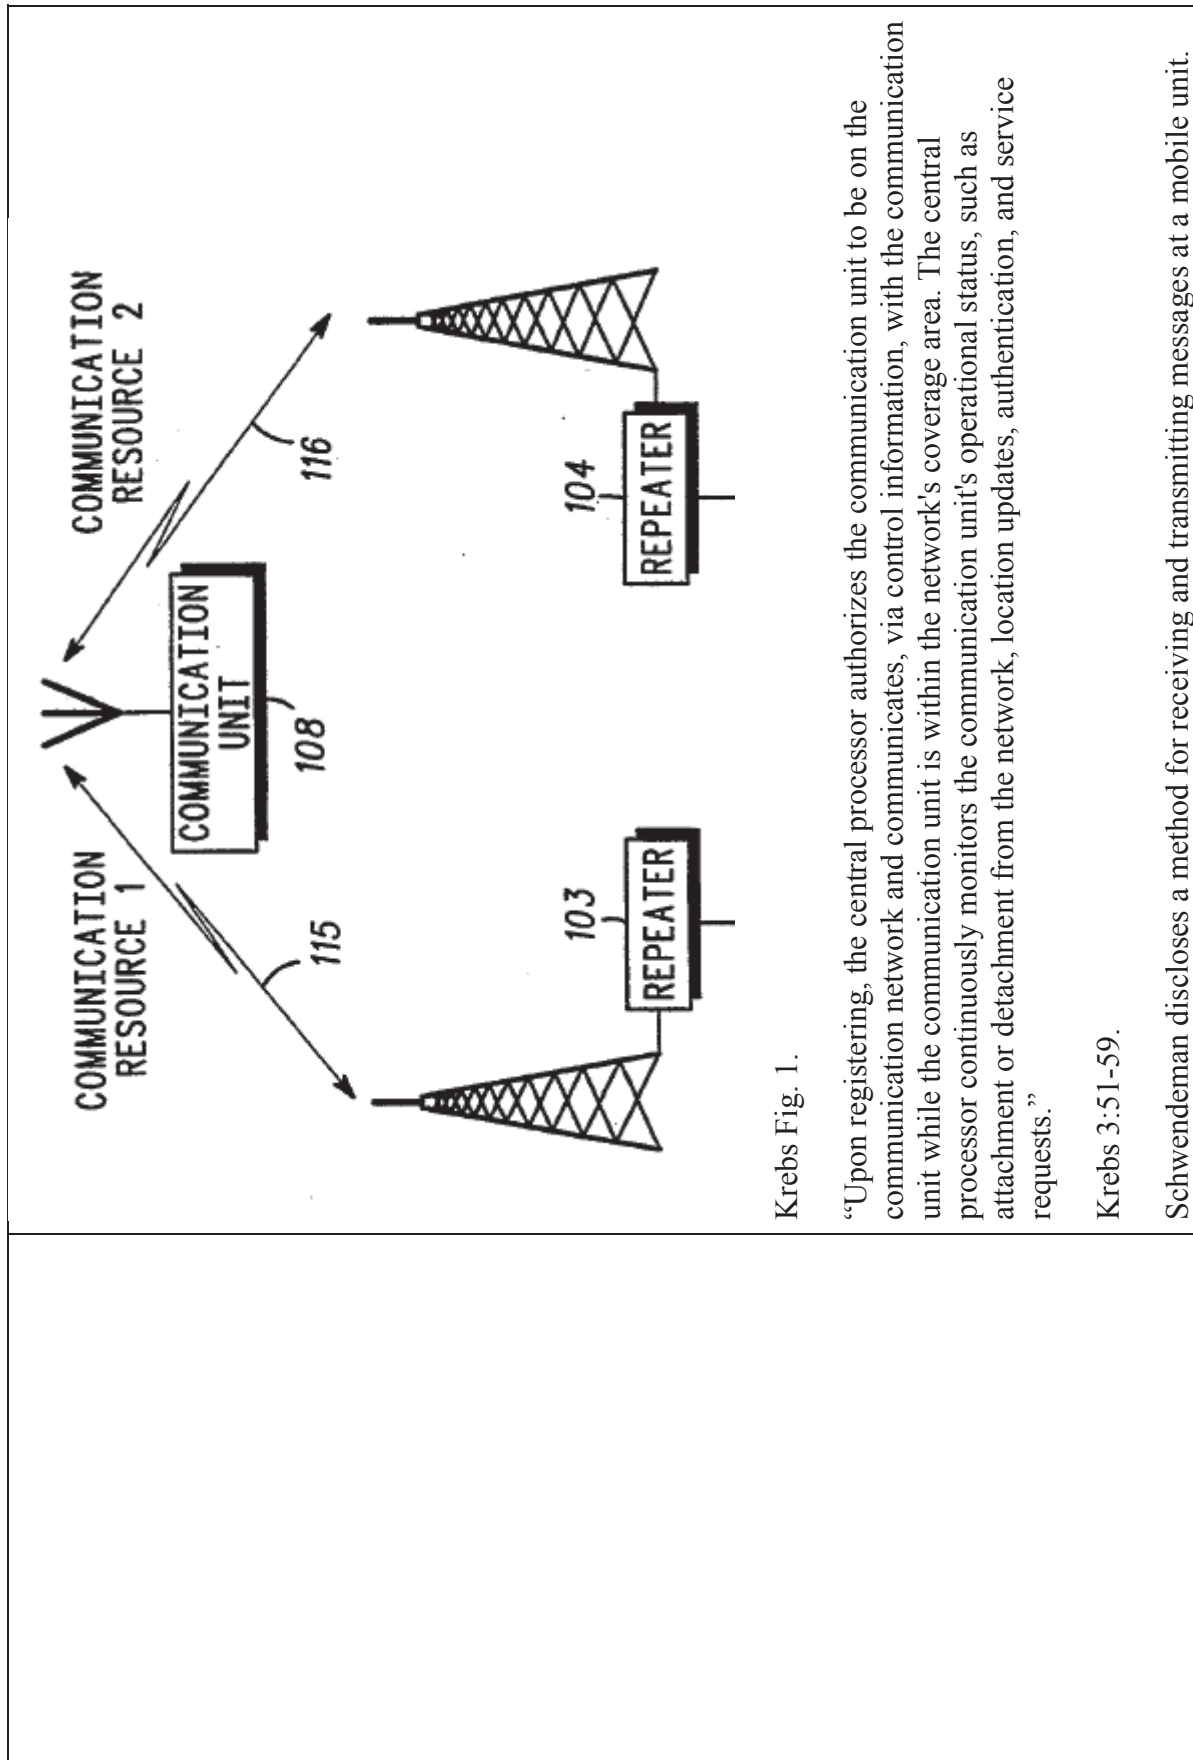 COMMUNICATION
RESOURCE 1
COMMUNICATION
RESOURCE 2
115
116
COMMUNICATION
UNIT
108
103
REPEATER
104
REPEATER
Krebs Fig. 1.
“Upon registering, the central processor authorizes the communication unit to be on the
communication network and communicates, via control information, with the communication
unit while the communication unit is within the network's coverage area. The central
processor continuously monitors the communication unit's operational status, such as
attachment or detachment from the network, location updates, authentication, and service
requests.”
Krebs 3:51-59.
Schwendeman discloses a method for receiving and transmitting messages at a mobile unit.